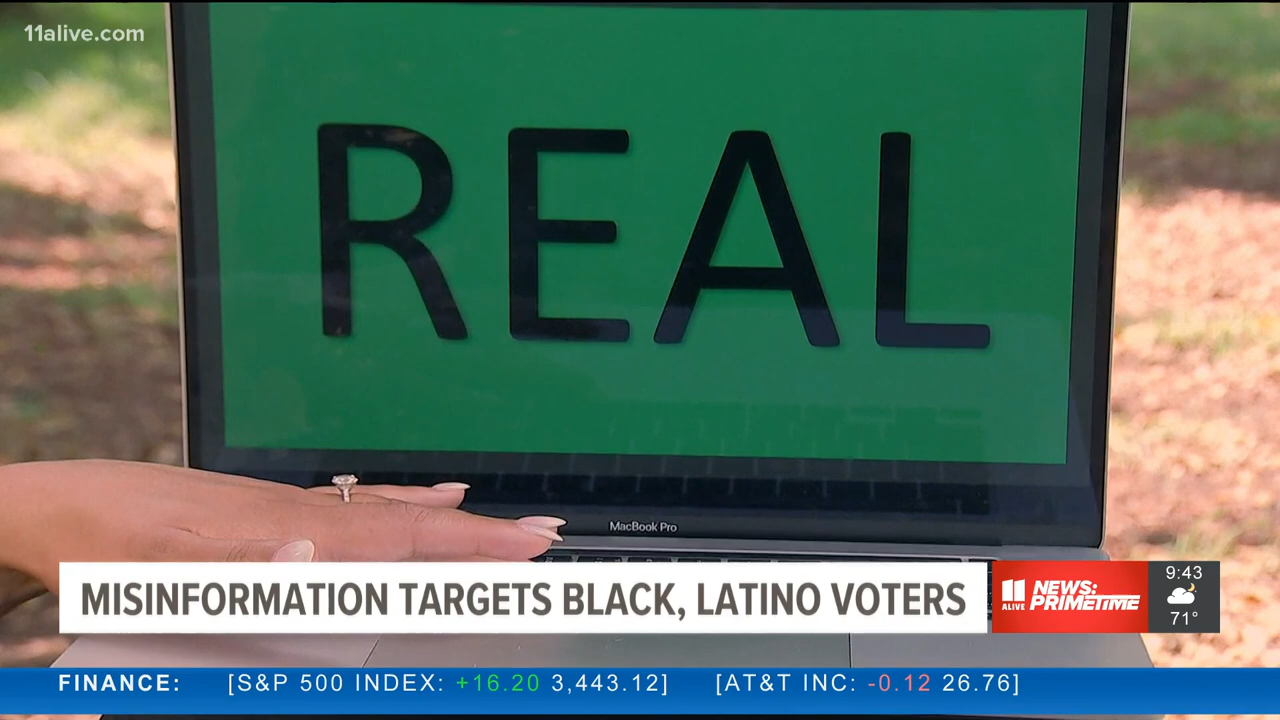 11alive.com
REAL
MacBook Pro
MISINFORMATION TARGETS BLACK, LATINO VOTERS
11 ALIVE NEWS: PRIMETIME
9:43
71°
FINANCE: [S&P 500 INDEX: +16.20 3,443.12] [AT&T INC: -0.12 26.76]